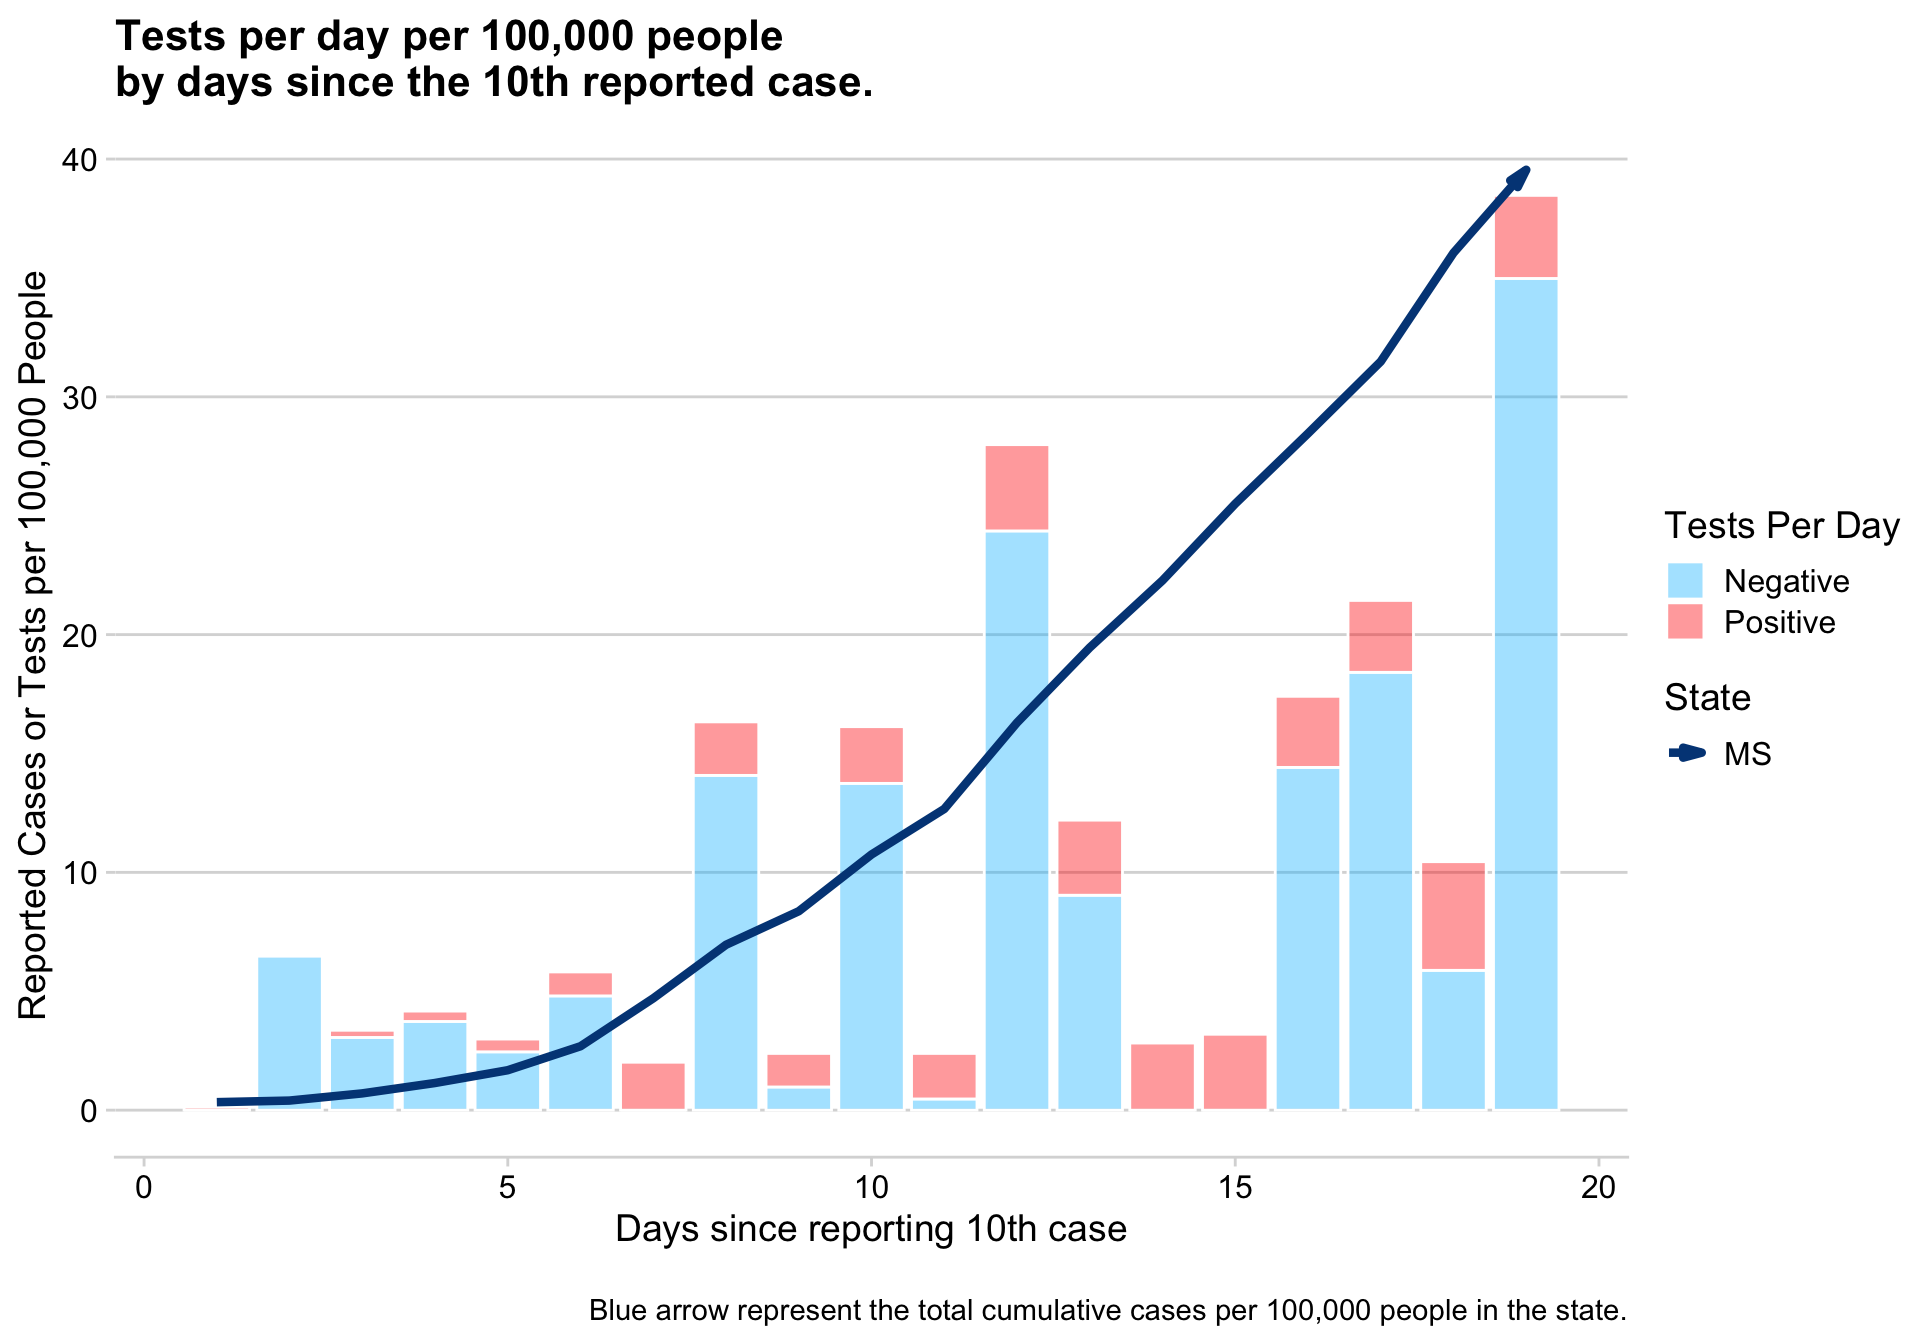 Tests per day per 100,000 people
by days since the 10th reported case.
Reported Cases or Tests per 100,000 People
40
30
20
10
0
0
5
10
15
20
Days since reporting 10th case
Tests Per Day
Negative
Positive
State
MS
Blue arrow represent the total cumulative cases per 100,000 people in the state.